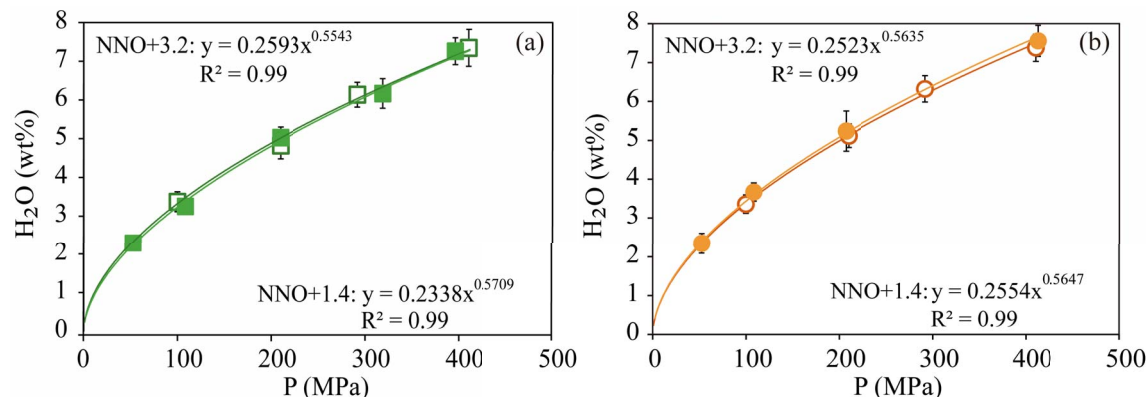 (a)
NNO+3.2: y = 0.2593x^0.5543
R² = 0.99
NNO+1.4: y = 0.2338x^0.5709
R² = 0.99
H₂O (wt%)
8
7
6
5
4
3
2
1
0
0 100 200 300 400 500
P (MPa)
(b)
NNO+3.2: y = 0.2523x^0.5635
R² = 0.99
NNO+1.4: y = 0.2554x^0.5647
R² = 0.99
H₂O (wt%)
8
7
6
5
4
3
2
1
0
0 100 200 300 400 500
P (MPa)